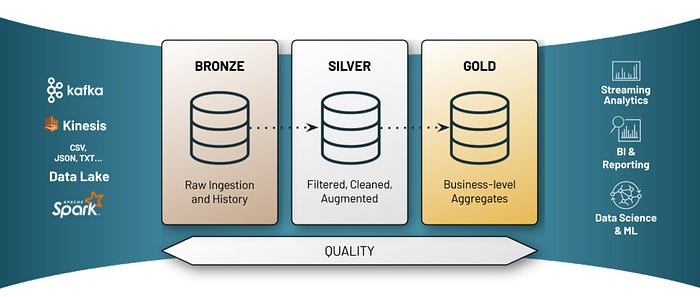 kafka
Kinesis
CSV,
JSON, TXT...
Data Lake
APACHE
Spark
BRONZE
Raw Ingestion
and History
SILVER
Filtered, Cleaned,
Augmented
GOLD
Business-level
Aggregates
QUALITY
Streaming
Analytics
BI &
Reporting
Data Science
& ML